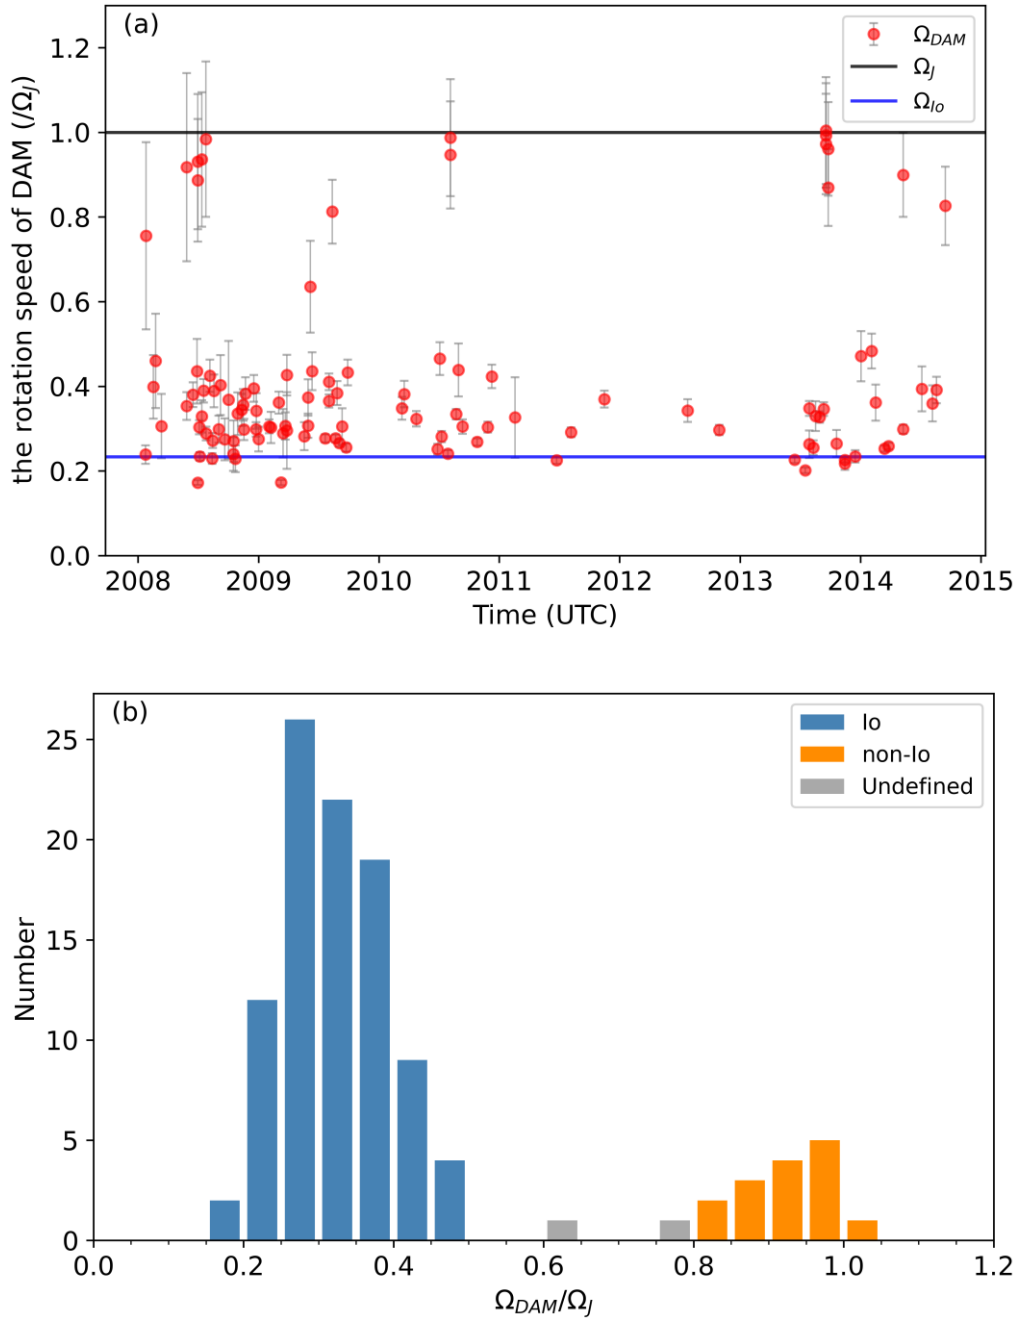 (a)
Ω_DAM
Ω_J
Ω_Io
the rotation speed of DAM (/Ω_J)
1.2
1.0
0.8
0.6
0.4
0.2
0.0
2008 2009 2010 2011 2012 2013 2014 2015
Time (UTC)
(b)
Io
non-Io
Undefined
Number
25
20
15
10
5
0
0.0 0.2 0.4 0.6 0.8 1.0 1.2
Ω_DAM/Ω_J